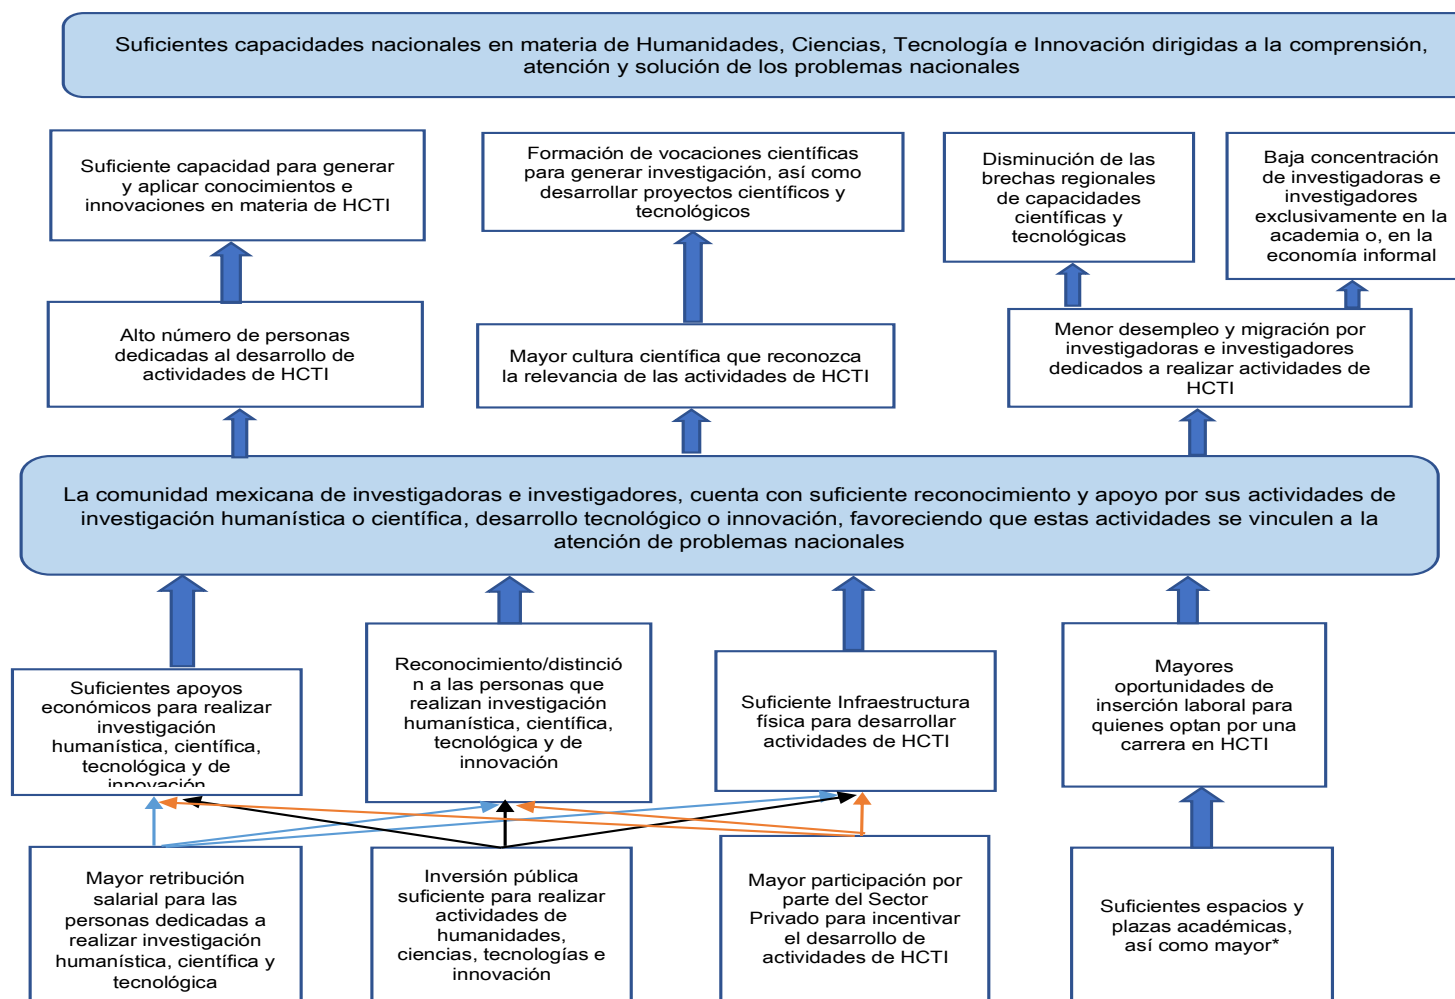 Suficientes capacidades nacionales en materia de Humanidades, Ciencias, Tecnología e Innovación dirigidas a la comprensión,
atención y solución de los problemas nacionales
Suficiente capacidad para generar
y aplicar conocimientos e
innovaciones en materia de HCTI
Formación de vocaciones científicas
para generar investigación, así como
desarrollar proyectos científicos y
tecnológicos
Disminución de las
brechas regionales
de capacidades
científicas y
tecnológicas
Baja concentración
de investigadoras e
investigadores
exclusivamente en la
academia o, en la
economía informal
Alto número de personas
dedicadas al desarrollo de
actividades de HCTI
Mayor cultura científica que reconozca
la relevancia de las actividades de HCTI
Menor desempleo y migración por
investigadoras e investigadores
dedicados a realizar actividades de
HCTI
La comunidad mexicana de investigadoras e investigadores, cuenta con suficiente reconocimiento y apoyo por sus actividades de
investigación humanística o científica, desarrollo tecnológico o innovación, favoreciendo que estas actividades se vinculen a la
atención de problemas nacionales
Suficientes apoyos
económicos para realizar
investigación
humanística, científica,
tecnológica y de
innovación
Reconocimiento/distinció
n a las personas que
realizan investigación
humanística, científica,
tecnológica y de
innovación
Suficiente Infraestructura
física para desarrollar
actividades de HCTI
Mayores
oportunidades de
inserción laboral para
quienes optan por una
carrera en HCTI
Mayor retribución
salarial para las
personas dedicadas a
realizar investigación
humanística, científica y
tecnológica
Inversión pública
suficiente para realizar
actividades de
humanidades,
ciencias, tecnologías e
innovación
Mayor participación por
parte del Sector
Privado para incentivar
el desarrollo de
actividades de HCTI
Suficientes espacios y
plazas académicas,
así como mayor*